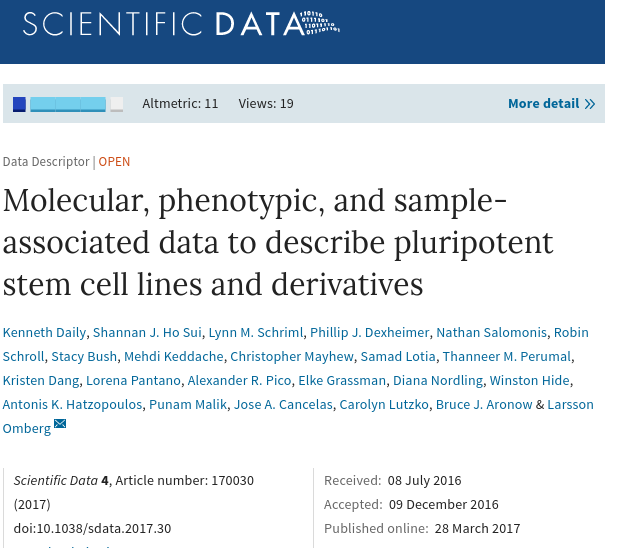 SCIENTIFIC DATA
Altmetric: 11 Views: 19 More detail »
Data Descriptor | OPEN
Molecular, phenotypic, and sample-
associated data to describe pluripotent
stem cell lines and derivatives
Kenneth Daily, Shannan J. Ho Sui, Lynn M. Schriml, Phillip J. Dexheimer, Nathan Salomonis, Robin
Schroll, Stacy Bush, Mehdi Keddache, Christopher Mayhew, Samad Lotia, Thanneer M. Perumal,
Kristen Dang, Lorena Pantano, Alexander R. Pico, Elke Grassman, Diana Nordling, Winston Hide,
Antonis K. Hatzopoulos, Punam Malik, Jose A. Cancelas, Carolyn Lutzko, Bruce J. Aronow & Larsson
Omberg
Scientific Data 4, Article number: 170030
(2017)
doi:10.1038/sdata.2017.30
Received: 08 July 2016
Accepted: 09 December 2016
Published online: 28 March 2017